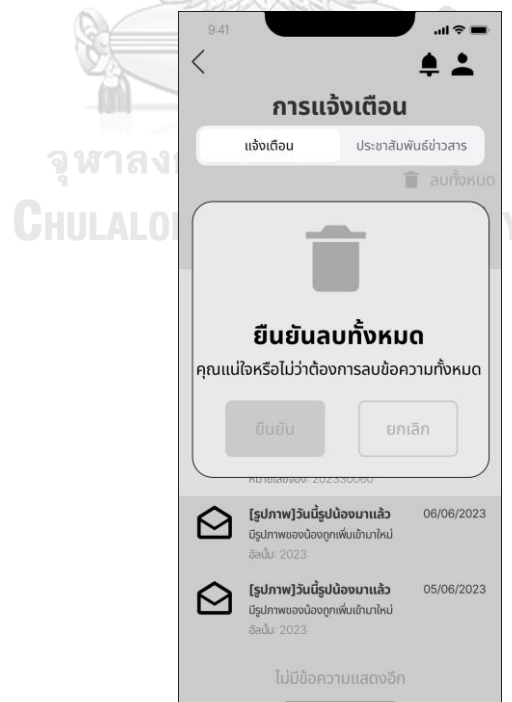 9:41
การแจ้งเตือน
แจ้งเตือน
ประชาสัมพันธ์ข่าวสาร
ลบทั้งหมด
ยืนยันลบทั้งหมด
คุณแน่ใจหรือไม่ว่าต้องการลบข้อความทั้งหมด
ยืนยัน
ยกเลิก
[รูปภาพ]วันนี้รูปน้องมาแล้ว 06/06/2023
มีรูปภาพของน้องถูกเพิ่มเข้ามาใหม่
อัลบั้ม: 2023
[รูปภาพ]วันนี้รูปน้องมาแล้ว 05/06/2023
มีรูปภาพของน้องถูกเพิ่มเข้ามาใหม่
อัลบั้ม: 2023
ไม่มีข้อความแสดงอีก